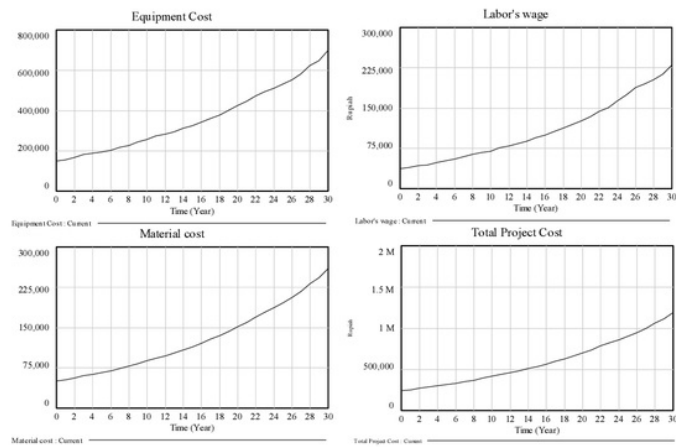 Equipment Cost
800,000
600,000
400,000
200,000
0
0 2 4 6 8 10 12 14 16 18 20 22 24 26 28 30
Time (Year)
Equipment Cost : Current
Labor's wage
300,000
225,000
150,000
75,000
0
Rupiah
0 2 4 6 8 10 12 14 16 18 20 22 24 26 28 30
Time (Year)
Labor's wage : Current
Material cost
300,000
225,000
150,000
75,000
0
0 2 4 6 8 10 12 14 16 18 20 22 24 26 28 30
Time (Year)
Material cost : Current
Total Project Cost
2 M
1.5 M
1 M
500,000
0
Rupiah
0 2 4 6 8 10 12 14 16 18 20 22 24 26 28 30
Time (Year)
Total Project Cost : Current